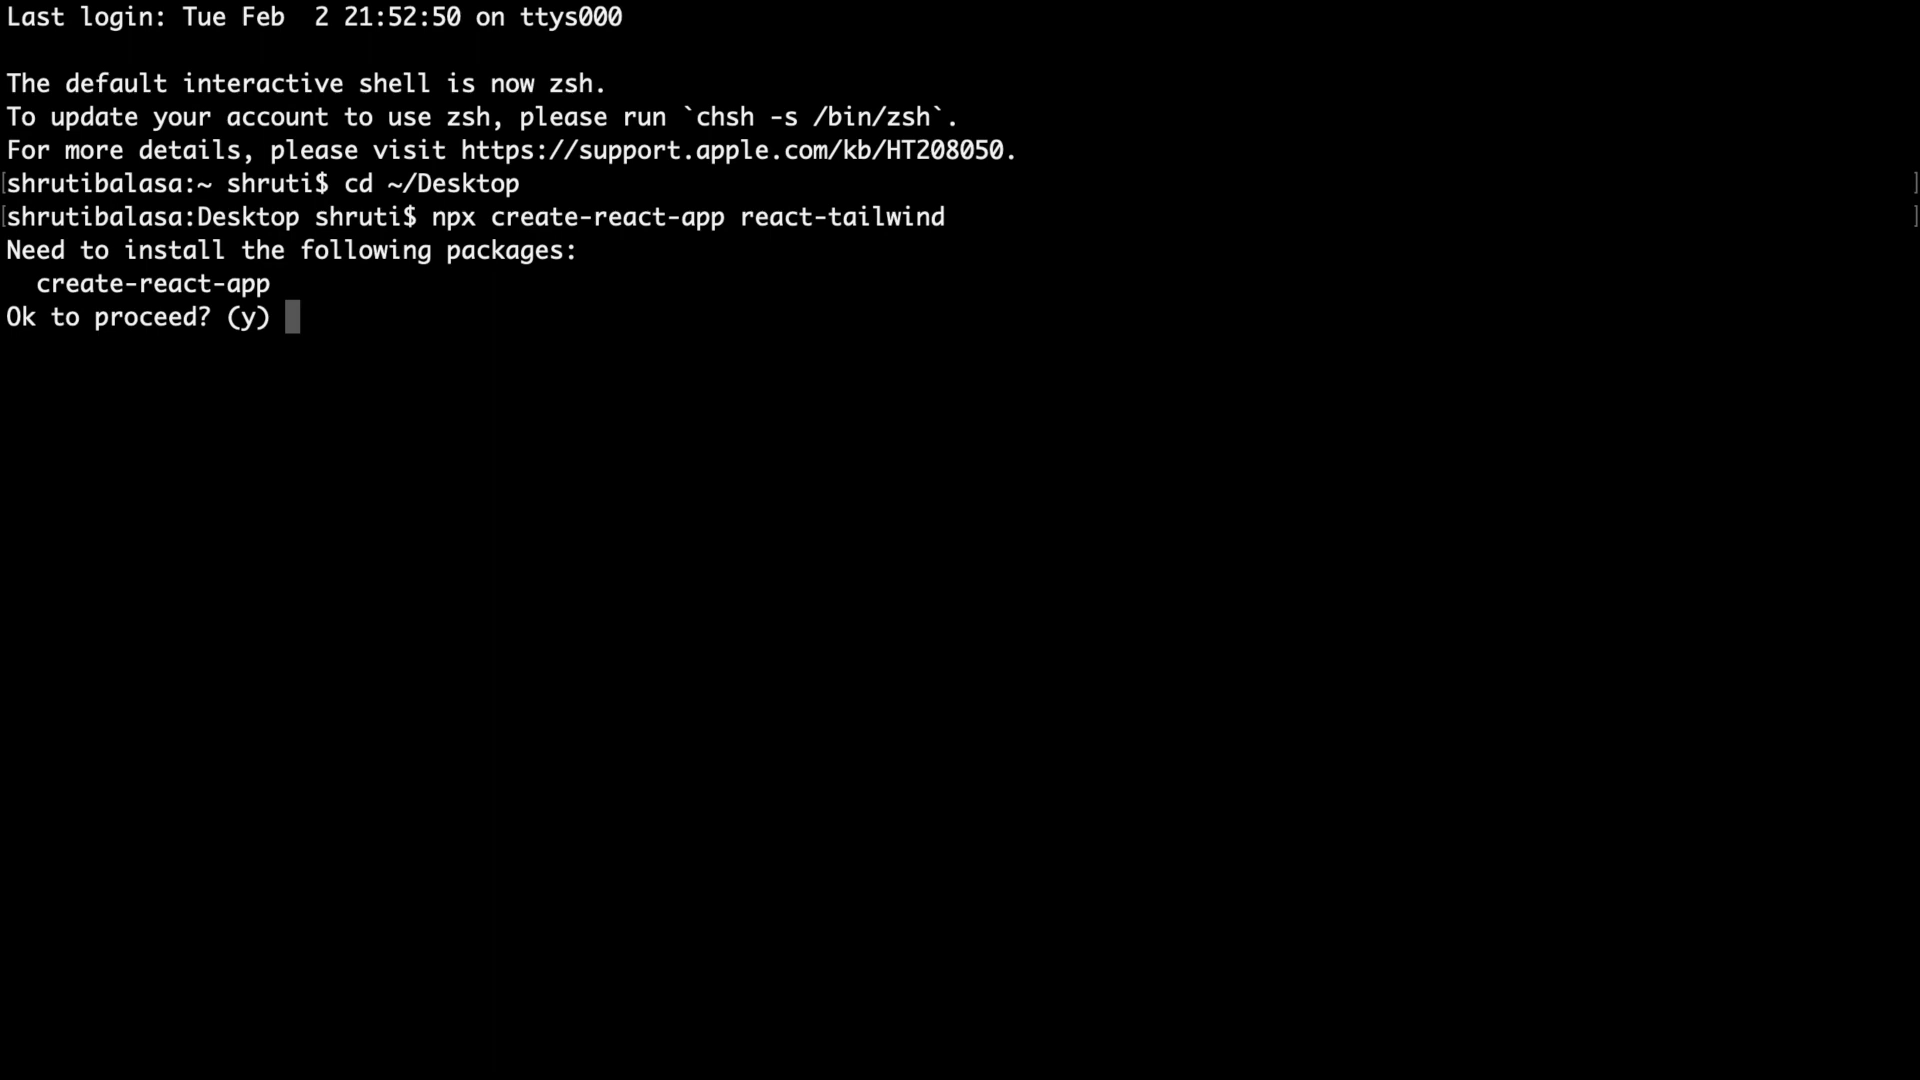 Last login: Tue Feb  2 21:52:50 on ttys000
The default interactive shell is now zsh.
To update your account to use zsh, please run `chsh -s /bin/zsh`.
For more details, please visit https://support.apple.com/kb/HT208050.
[shrutibalasa:~ shruti$ cd ~/Desktop ]
[shrutibalasa:Desktop shruti$ npx create-react-app react-tailwind ]
Need to install the following packages:
  create-react-app
Ok to proceed? (y)